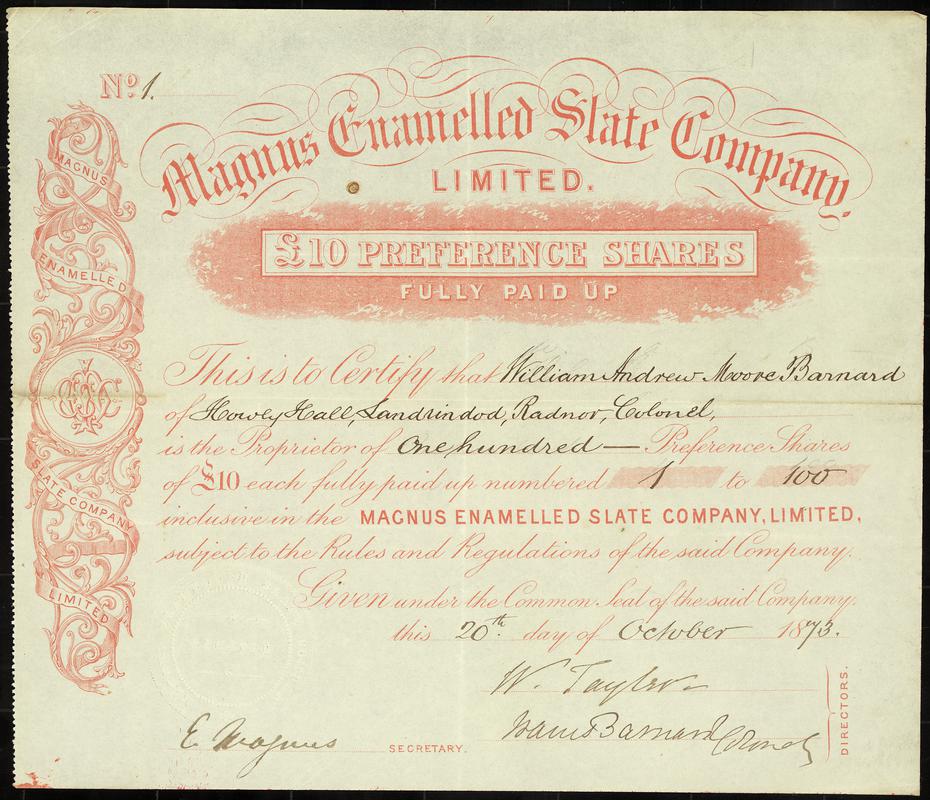 No. 1.
Magnus Enamelled Slate Company,
LIMITED.
£10 PREFERENCE SHARES
FULLY PAID UP
MAGNUS
ENAMELLED
SLATE COMPANY
LIMITED
This is to Certify that William Andrew Moore Barnard
of Howey Hall, Landrindod, Radnor, Colonel,
is the Proprietor of One hundred — Preference Shares
of £10 each fully paid up numbered 1 to 100
inclusive in the MAGNUS ENAMELLED SLATE COMPANY, LIMITED,
subject to the Rules and Regulations of the said Company.
Given under the Common Seal of the said Company.
this 20th day of October 1873.
W. Taylor
Barnard Colonel
DIRECTORS.
E. Magnus SECRETARY.